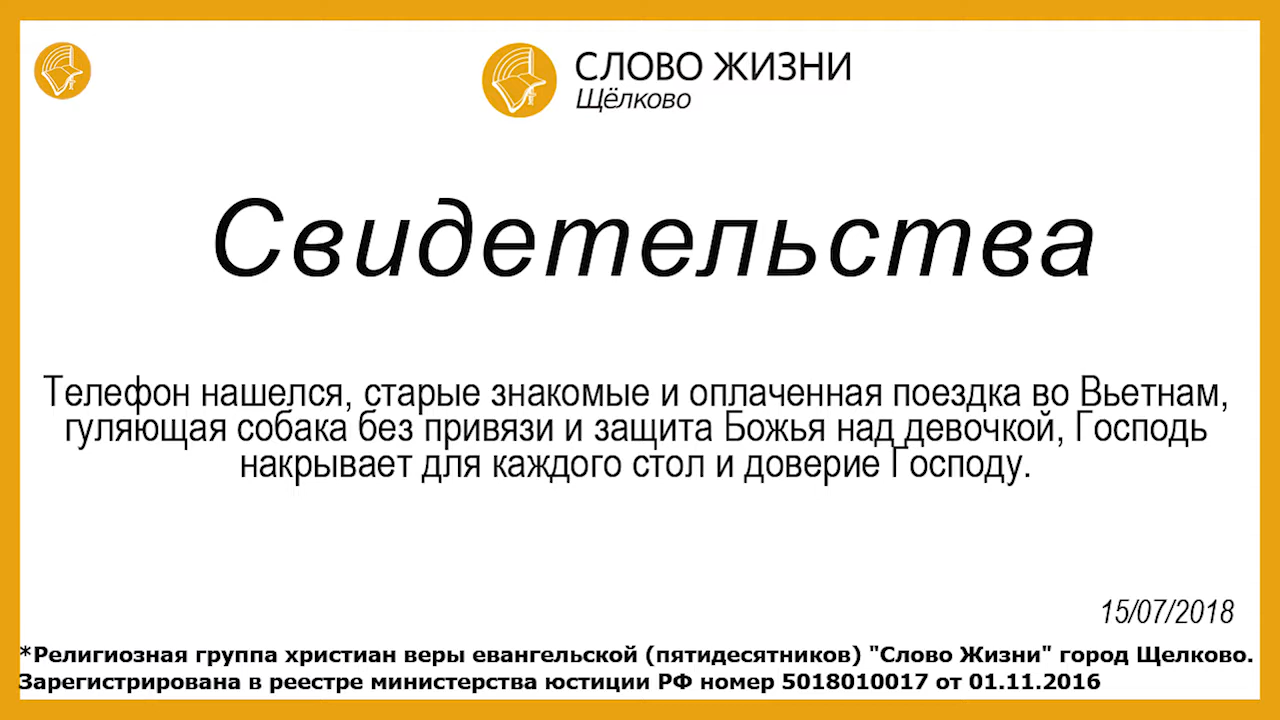 СЛОВО ЖИЗНИ
Щёлково
Свидетельства
Телефон нашелся, старые знакомые и оплаченная поездка во Вьетнам,
гуляющая собака без привязи и защита Божья над девочкой, Господь
накрывает для каждого стол и доверие Господу.
15/07/2018
*Религиозная группа христиан веры евангельской (пятидесятников) "Слово Жизни" город Щелково.
Зарегистрирована в реестре министерства юстиции РФ номер 5018010017 от 01.11.2016